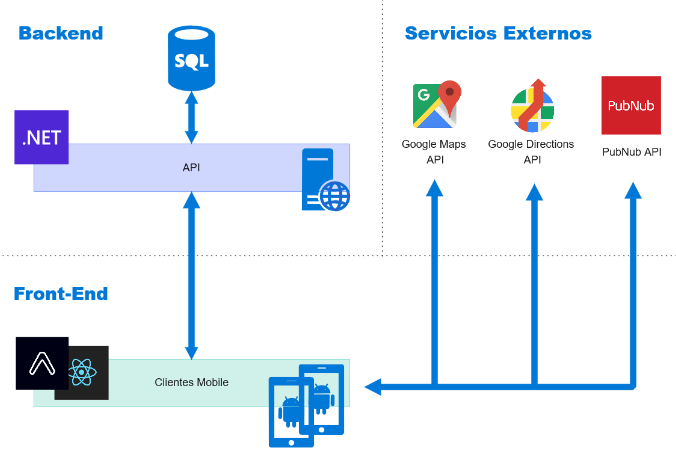 Backend
SQL
.NET
API
Servicios Externos
G
Google Maps
API
Google Directions
API
PubNub
PubNub API
Front-End
Clientes Mobile